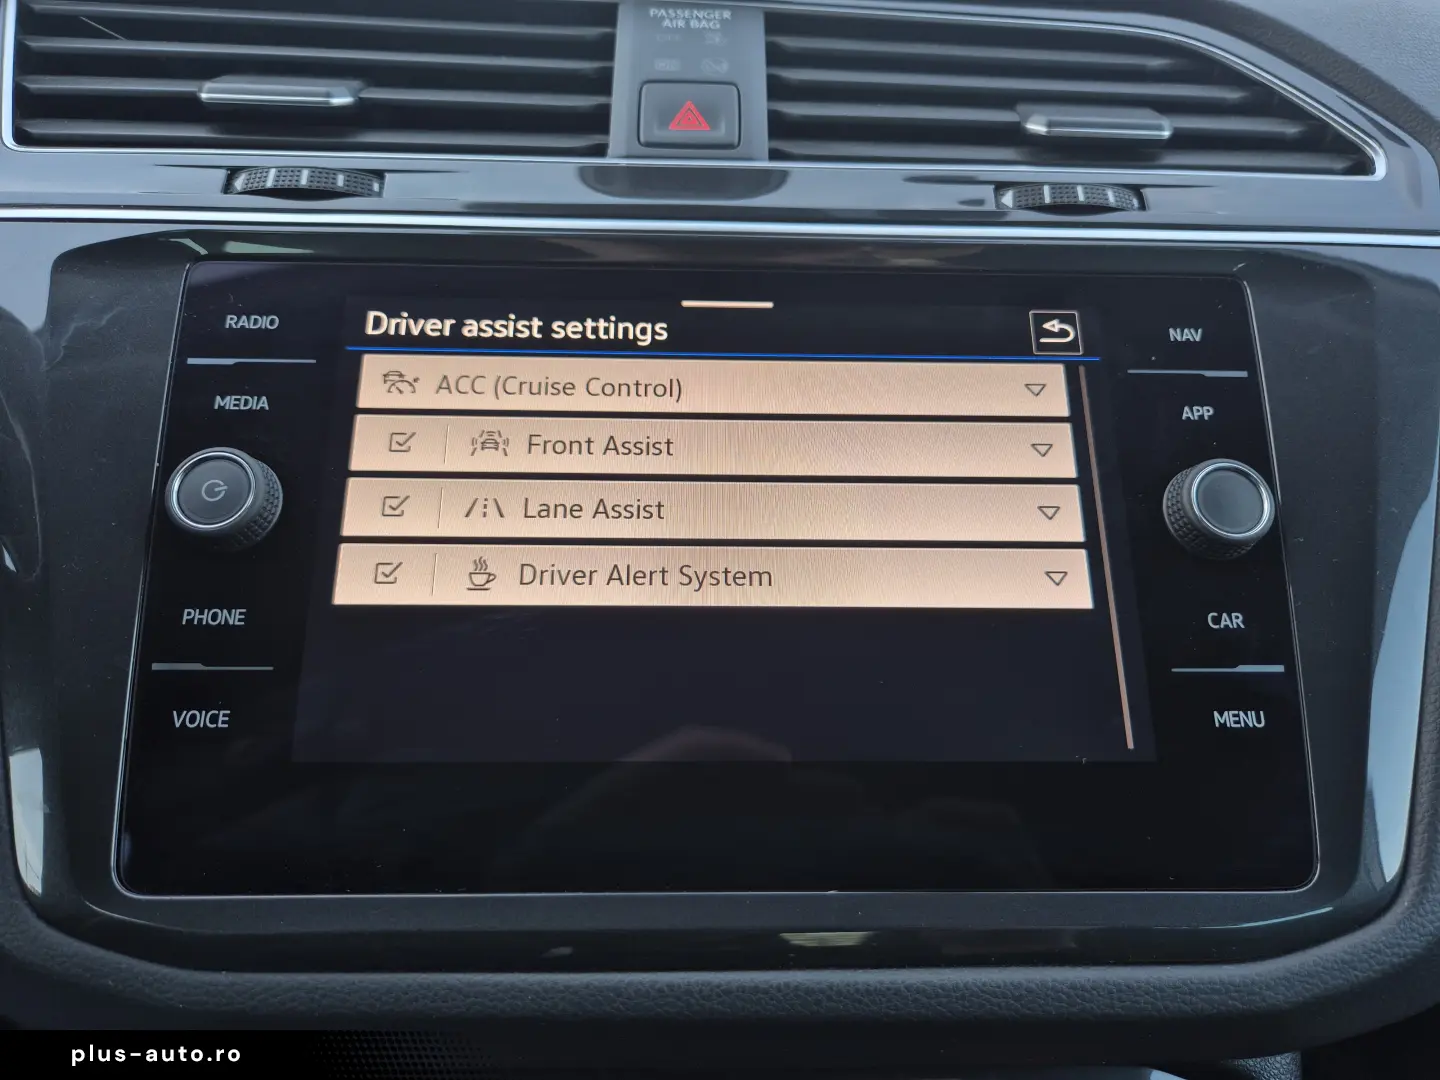 PASSENGER
AIR BAG
RADIO
MEDIA
PHONE
VOICE
Driver assist settings
ACC (Cruise Control)
Front Assist
Lane Assist
Driver Alert System
NAV
APP
CAR
MENU
plus-auto.ro